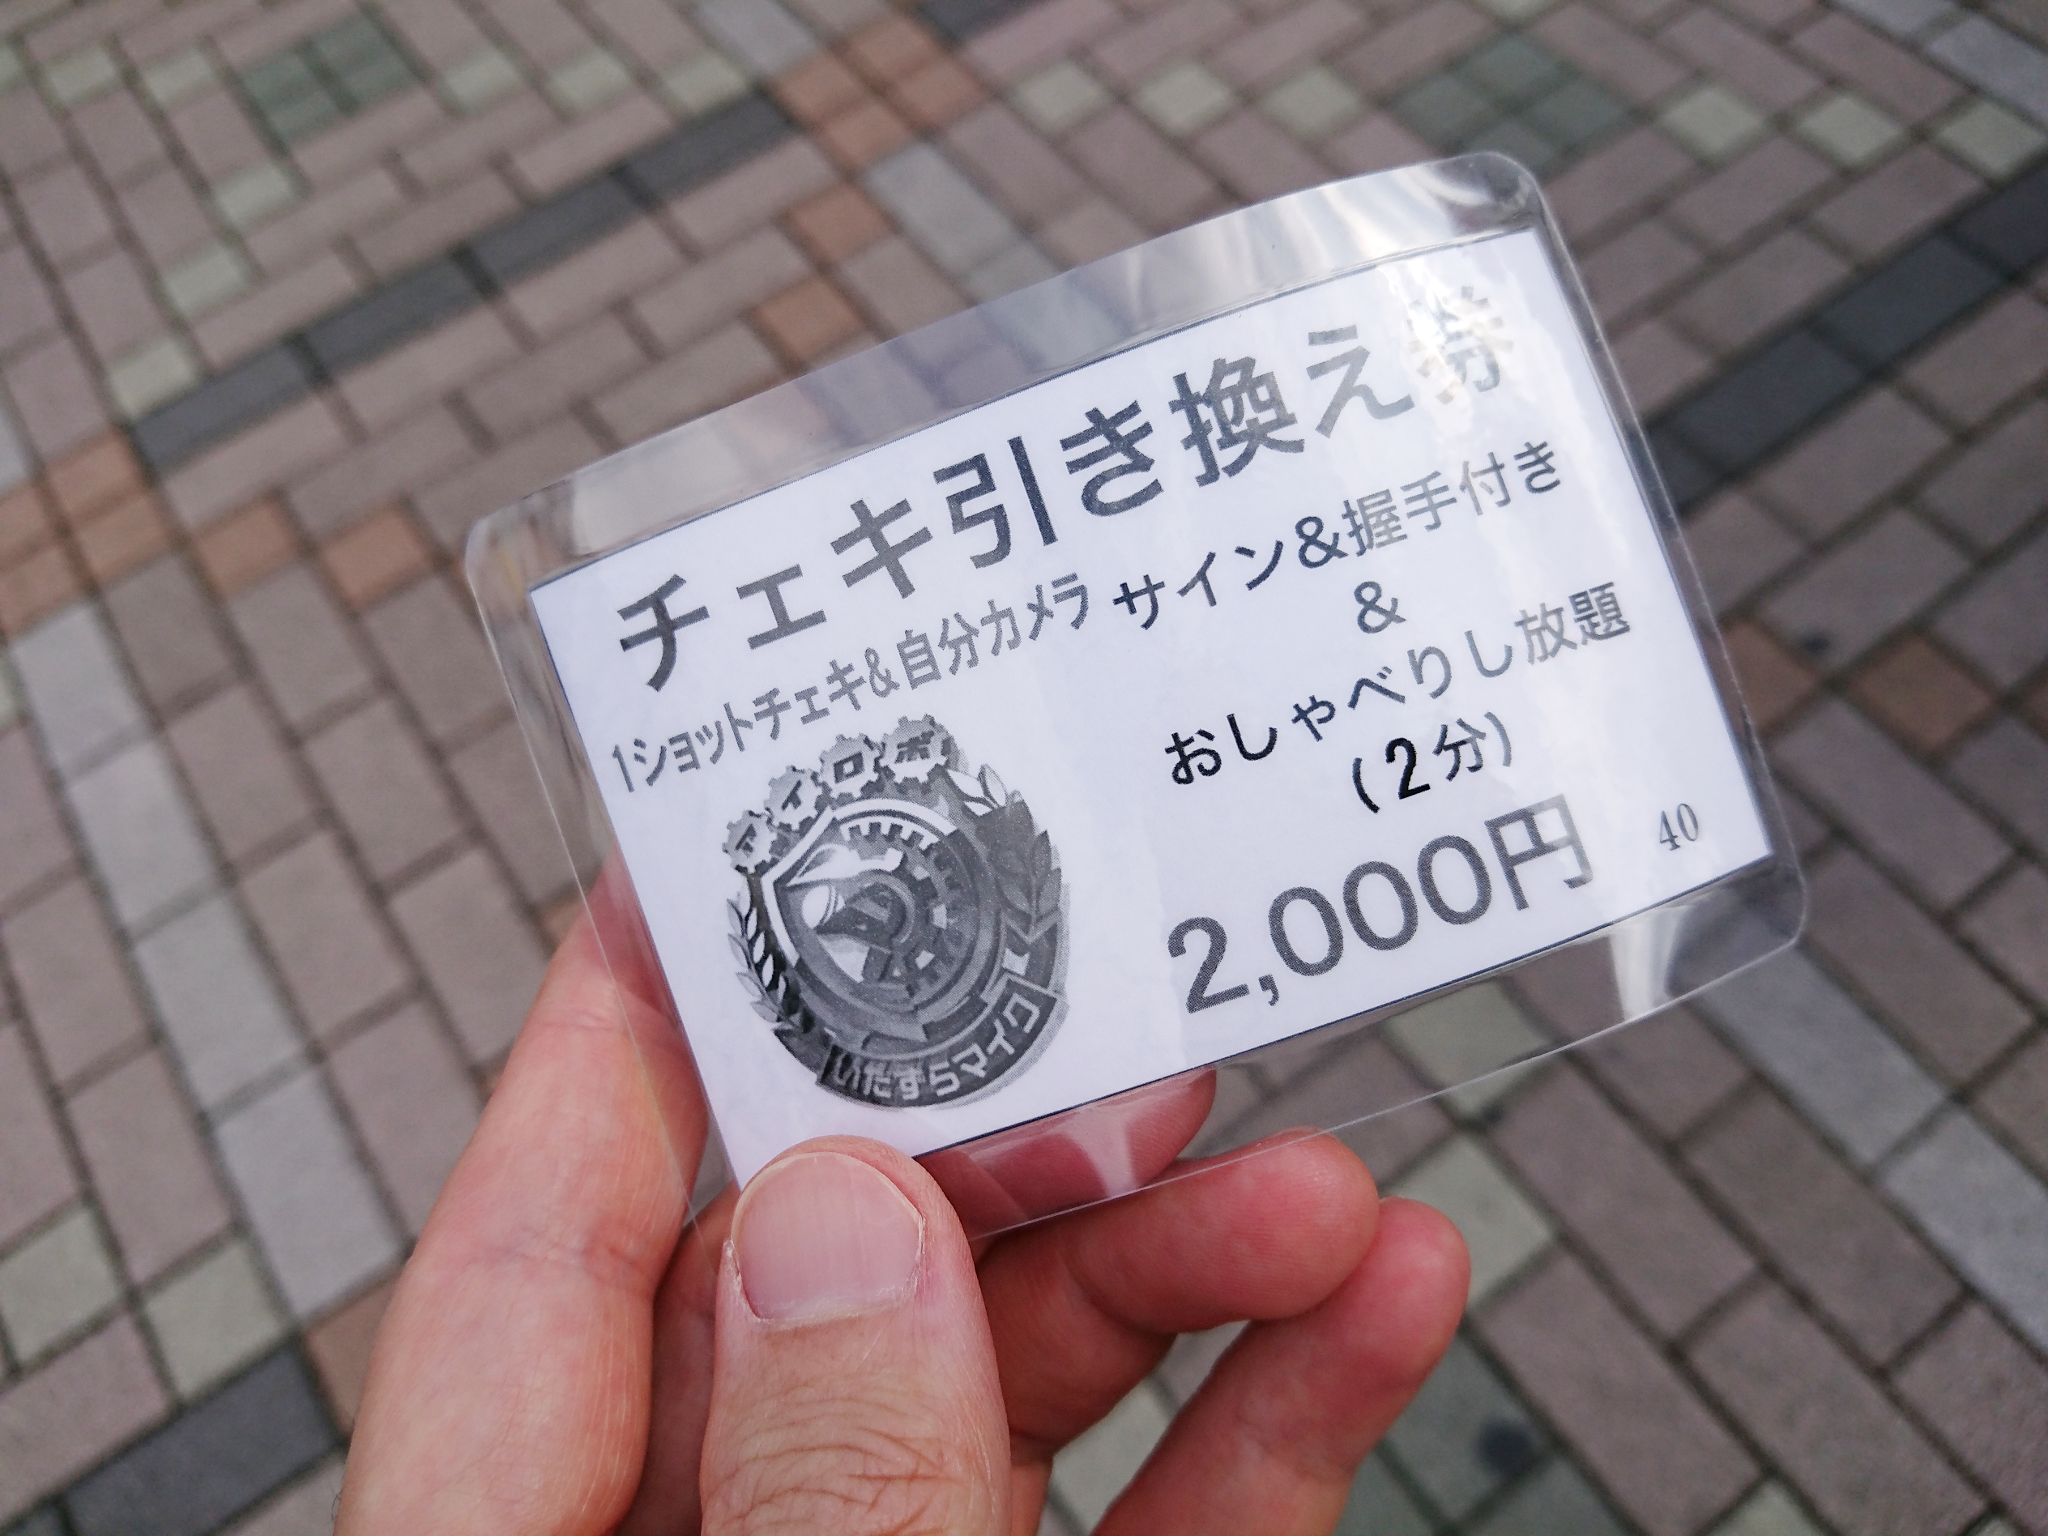 チェキ引き換え券
1ショットチェキ&自分カメラ
アイロボ
いたずらマイク
サイン&握手付き
&
おしゃべりし放題
(2分)
2,000円
40